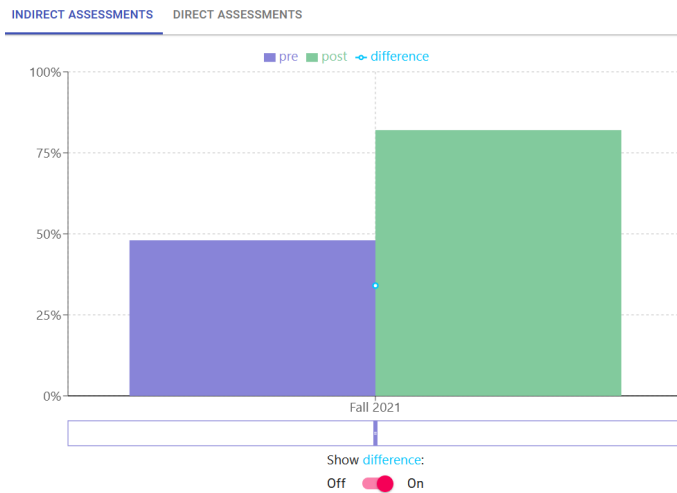 INDIRECT ASSESSMENTS DIRECT ASSESSMENTS
pre post difference
100%
75%
50%
25%
0%
Fall 2021
Show difference:
Off On